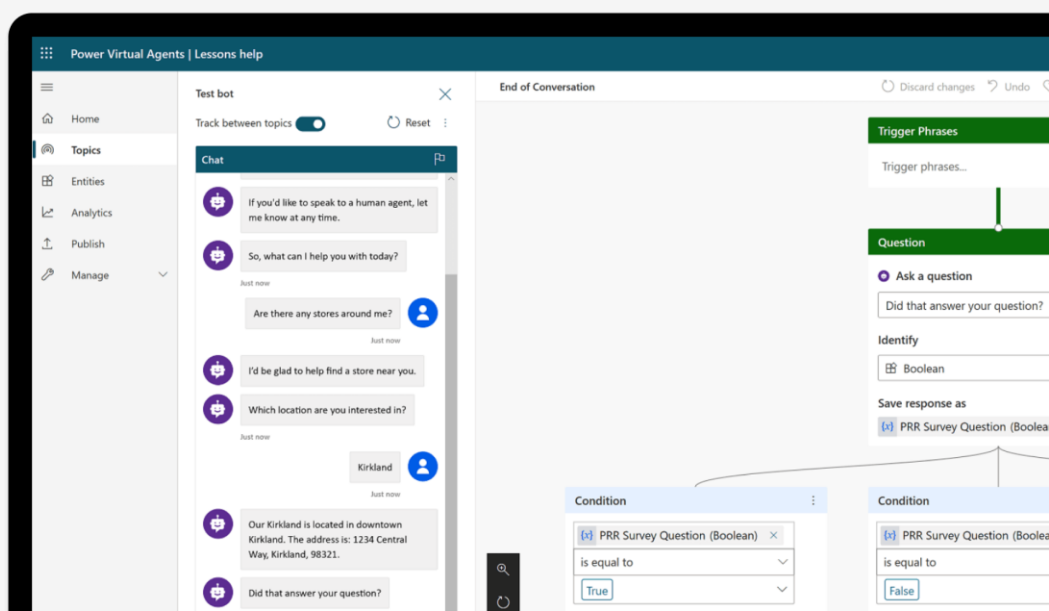 Power Virtual Agents | Lessons help
Home
Topics
Entities
Analytics
Publish
Manage
Test bot
Track between topics
Reset
Chat
If you'd like to speak to a human agent, let
me know at any time.
So, what can I help you with today?
Just now
Are there any stores around me?
Just now
I'd be glad to help find a store near you.
Which location are you interested in?
Just now
Kirkland
Just now
Our Kirkland is located in downtown
Kirkland. The address is: 1234 Central
Way, Kirkland, 98321.
Did that answer your question?
End of Conversation
Discard changes
Undo
Trigger Phrases
Trigger phrases...
Question
Ask a question
Did that answer your question?
Identify
Boolean
Save response as
{x} PRR Survey Question (Boolea
Condition
{x} PRR Survey Question (Boolean)
is equal to
True
Condition
{x} PRR Survey Question (Boolea
is equal to
False